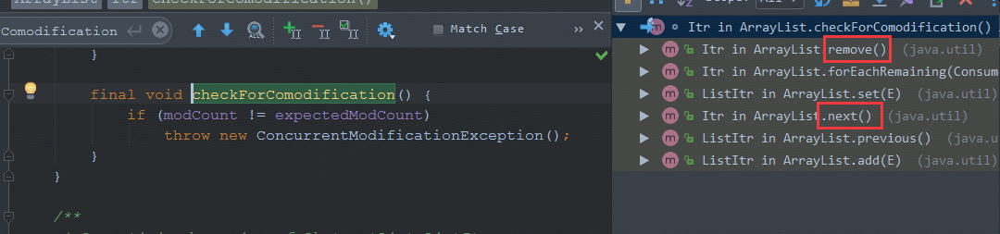 ArrayList Itr checkForComodification()
Comodification
Match Case
»
}
final void checkForComodification() {
if (modCount != expectedModCount)
throw new ConcurrentModificationException();
}
}
/**
Scope: All
Itr in ArrayList.checkForComodification()
Itr in ArrayList.remove() (java.util)
Itr in ArrayList.forEachRemaining(Consum
ListItr in ArrayList.set(E) (java.util)
Itr in ArrayList.next() (java.util)
ListItr in ArrayList.previous() (java.u
ListItr in ArrayList.add(E) (java.util)